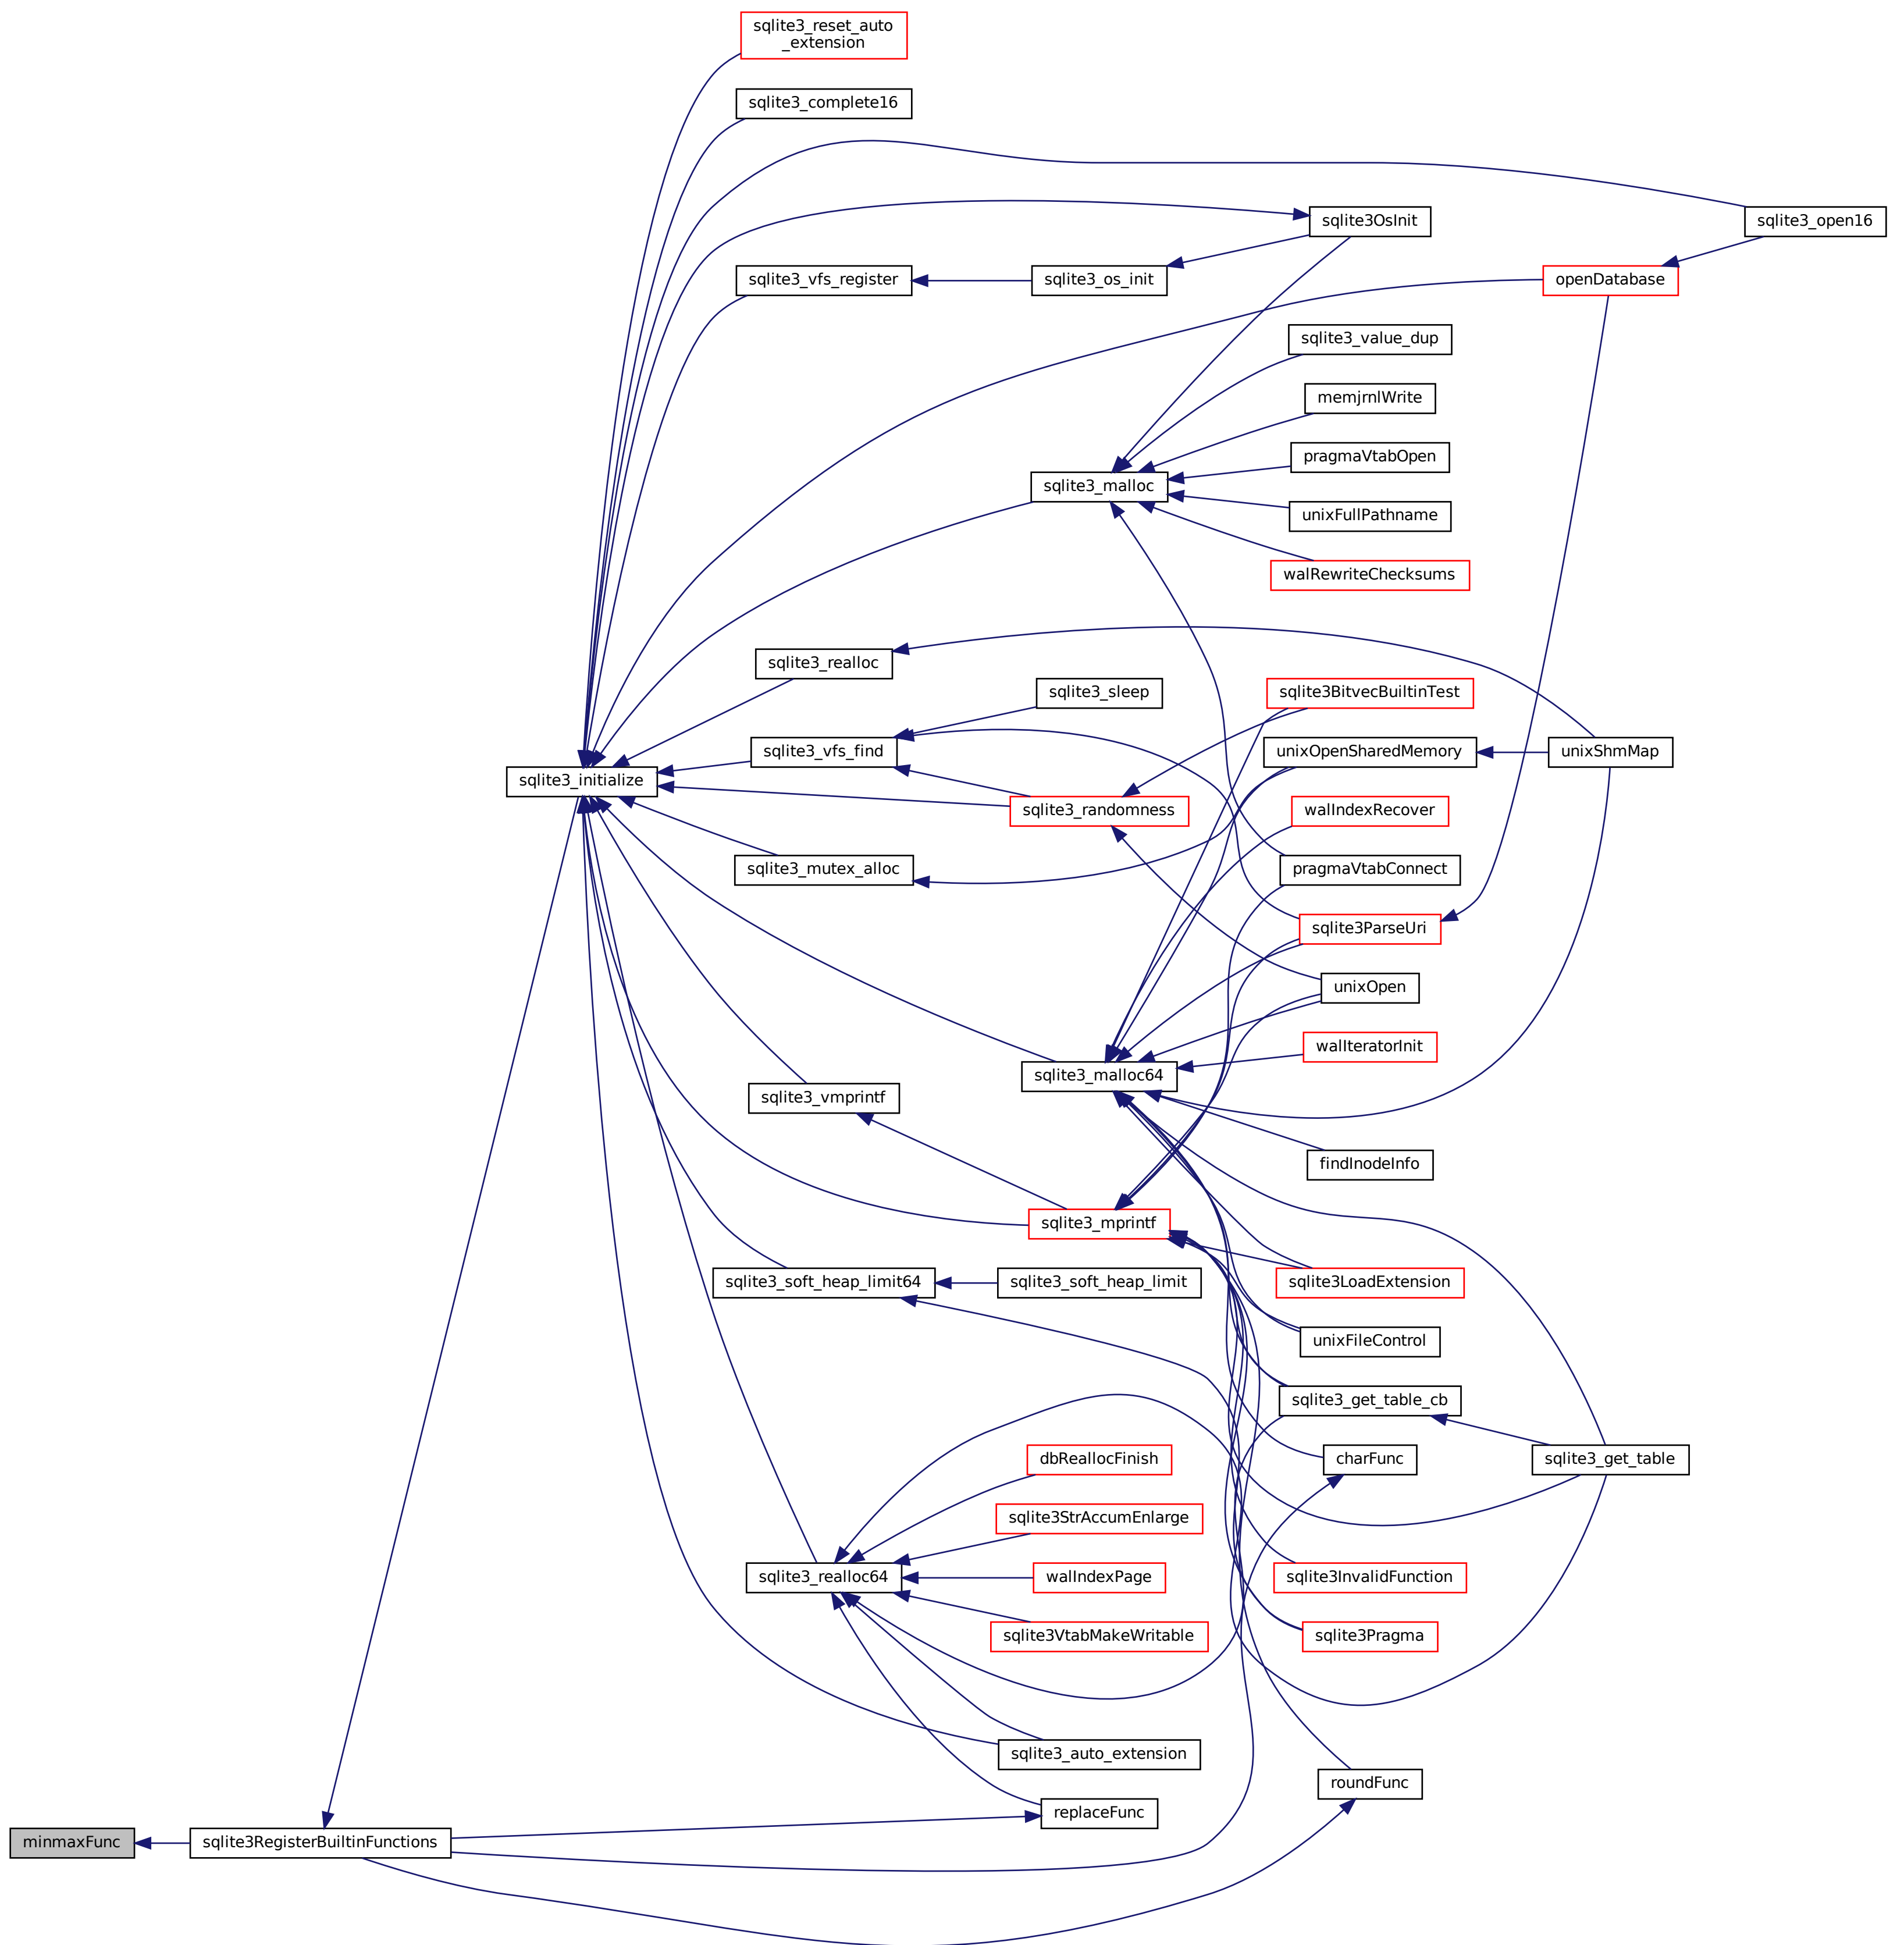 sqlite3_reset_auto
_extension
sqlite3_complete16
sqlite3OsInit
sqlite3_open16
sqlite3_vfs_register
sqlite3_os_init
openDatabase
sqlite3_value_dup
memjrnlWrite
pragmaVtabOpen
sqlite3_malloc
unixFullPathname
walRewriteChecksums
sqlite3_realloc
sqlite3_sleep
sqlite3BitvecBuiltinTest
sqlite3_vfs_find
unixOpenSharedMemory
unixShmMap
sqlite3_initialize
sqlite3_randomness
walIndexRecover
sqlite3_mutex_alloc
pragmaVtabConnect
sqlite3ParseUri
unixOpen
walIteratorInit
sqlite3_malloc64
sqlite3_vmprintf
findInodeInfo
sqlite3_mprintf
sqlite3_soft_heap_limit64
sqlite3_soft_heap_limit
sqlite3LoadExtension
unixFileControl
sqlite3_get_table_cb
dbReallocFinish
charFunc
sqlite3_get_table
sqlite3StrAccumEnlarge
sqlite3_realloc64
walIndexPage
sqlite3InvalidFunction
sqlite3VtabMakeWritable
sqlite3Pragma
sqlite3_auto_extension
roundFunc
replaceFunc
minmaxFunc
sqlite3RegisterBuiltinFunctions